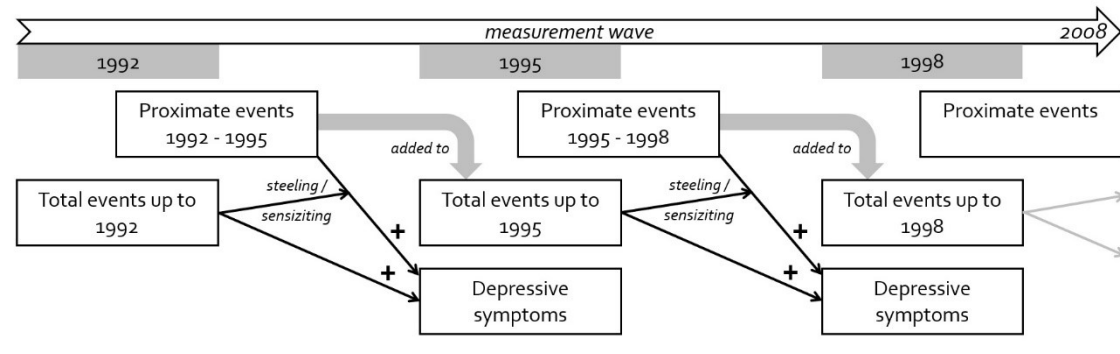 measurement wave
2008
1992
1995
1998
Proximate events
1992 - 1995
Proximate events
1995 - 1998
Proximate events
added to
added to
Total events up to
1992
steeling /
sensiziting
Total events up to
1995
steeling /
sensiziting
Total events up to
1998
+
+
+
+
Depressive
symptoms
Depressive
symptoms